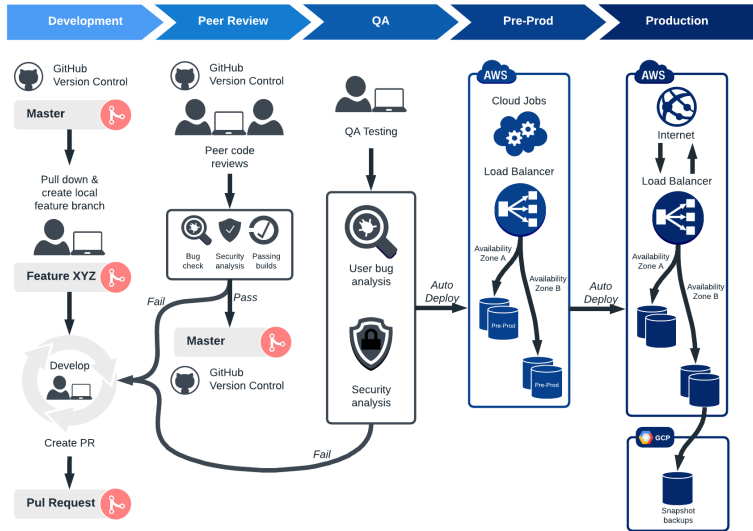 Development
Peer Review
QA
Pre-Prod
Production
GitHub
Version Control
Master
Pull down &
create local
feature branch
Feature XYZ
Develop
Create PR
Pul Request
GitHub
Version Control
Peer code
reviews
Bug
check
Security
analysis
Passing
builds
Fail
Pass
Master
GitHub
Version Control
Fail
QA Testing
User bug
analysis
Security
analysis
Auto
Deploy
AWS
Cloud Jobs
Load Balancer
Availability
Zone A
Availability
Zone B
Pre-Prod
Pre-Prod
Auto
Deploy
AWS
Internet
Load Balancer
Availability
Zone A
Availability
Zone B
GCP
Snapshot
backups